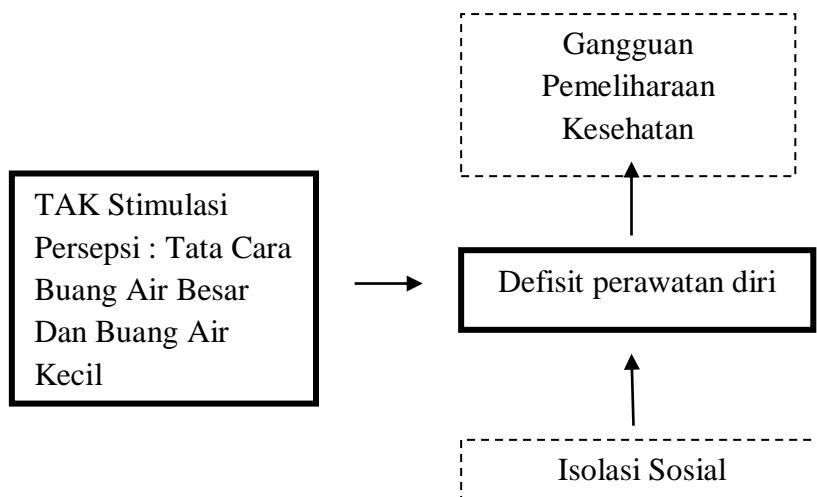 Gangguan
Pemeliharaan
Kesehatan
TAK Stimulasi
Persepsi : Tata Cara
Buang Air Besar
Dan Buang Air
Kecil
Defisit perawatan diri
Isolasi Sosial